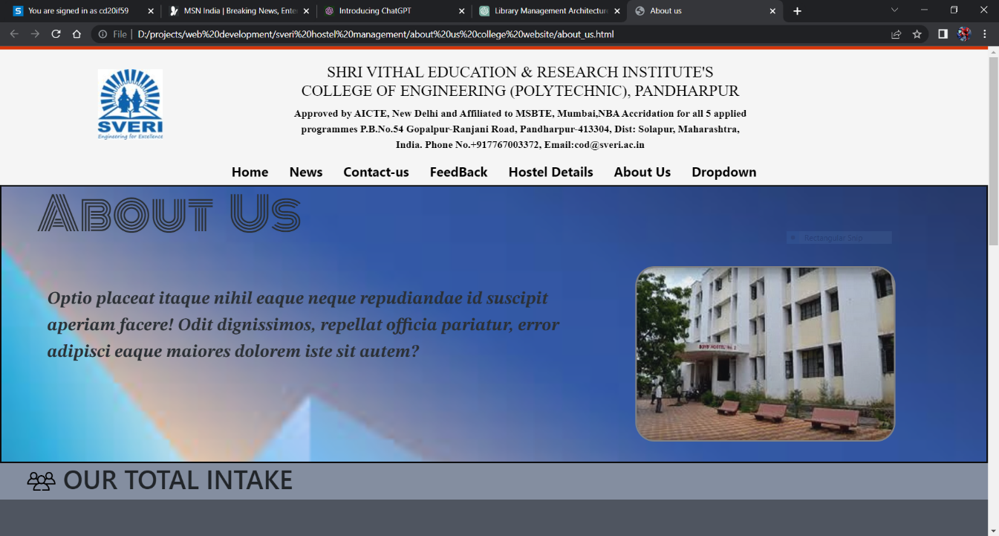 You are signed in as cd20if59
MSN India | Breaking News, Ente
Introducing ChatGPT
Library Management Architecture
About us
File
D:/projects/web%20development/sveri%20hostel%20management/about%20us%20college%20website/about_us.html
SVERI
Engineering for Excellence
SHRI VITHAL EDUCATION & RESEARCH INSTITUTE'S
COLLEGE OF ENGINEERING (POLYTECHNIC), PANDHARPUR
Approved by AICTE, New Delhi and Affiliated to MSBTE, Mumbai,NBA Accridation for all 5 applied
programmes P.B.No.54 Gopalpur-Ranjani Road, Pandharpur-413304, Dist: Solapur, Maharashtra,
India. Phone No.+917767003372, Email:cod@sveri.ac.in
Home News Contact-us FeedBack Hostel Details About Us Dropdown
About Us
Rectangular Snip
Optio placeat itaque nihil eaque neque repudiandae id suscipit
aperiam facere! Odit dignissimos, repellat officia pariatur, error
adipisci eaque maiores dolorem iste sit autem?
BOYS' HOSTEL NO. 2
OUR TOTAL INTAKE